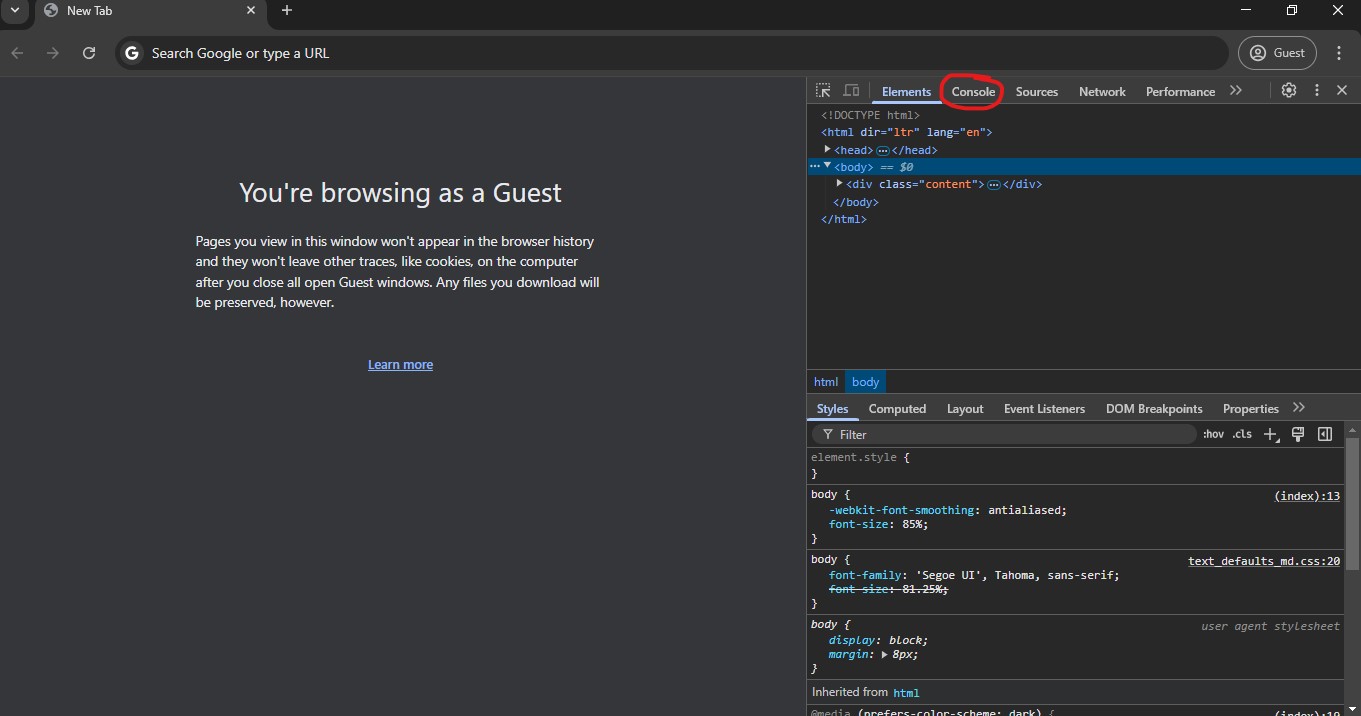 New Tab
Search Google or type a URL
Guest
Elements Console Sources Network Performance
<!DOCTYPE html>
<html dir="ltr" lang="en">
<head> … </head>
… <body> == $0
<div class="content"> … </div>
</body>
</html>
You're browsing as a Guest
Pages you view in this window won't appear in the browser history
and they won't leave other traces, like cookies, on the computer
after you close all open Guest windows. Any files you download will
be preserved, however.
Learn more
html body
Styles Computed Layout Event Listeners DOM Breakpoints Properties
Filter :hov .cls
element.style {
}
body { (index):13
-webkit-font-smoothing: antialiased;
font-size: 85%;
}
body { text_defaults_md.css:20
font-family: 'Segoe UI', Tahoma, sans-serif;
font-size: 81.25%;
}
body { user agent stylesheet
display: block;
margin: 8px;
}
Inherited from html
@media (prefers-color-scheme: dark) { (index):19